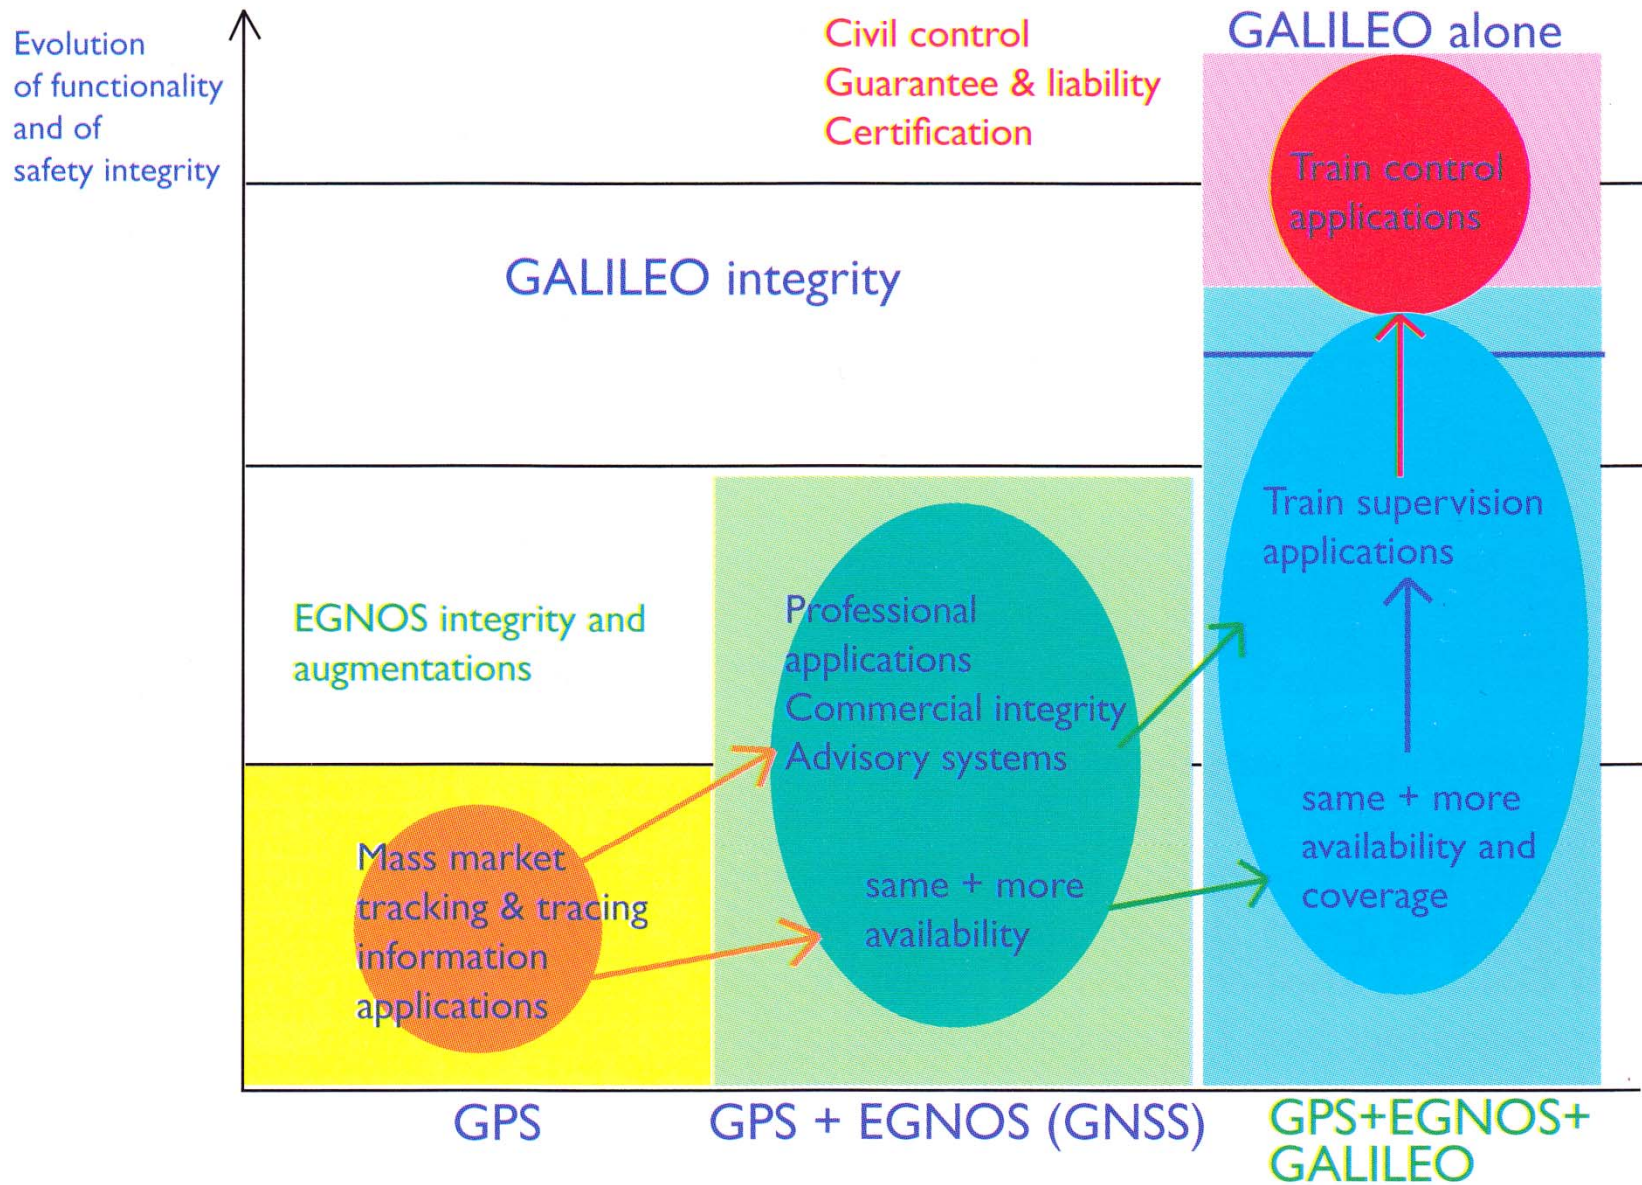 Evolution
of functionality
and of
safety integrity
Civil control
Guarantee & liability
Certification
GALILEO alone
Train control
applications
GALILEO integrity
Train supervision
applications
EGNOS integrity and
augmentations
Professional
applications
Commercial integrity
Advisory systems
same + more
availability and
coverage
Mass market
tracking & tracing
information
applications
same + more
availability
GPS
GPS + EGNOS (GNSS)
GPS+EGNOS+
GALILEO